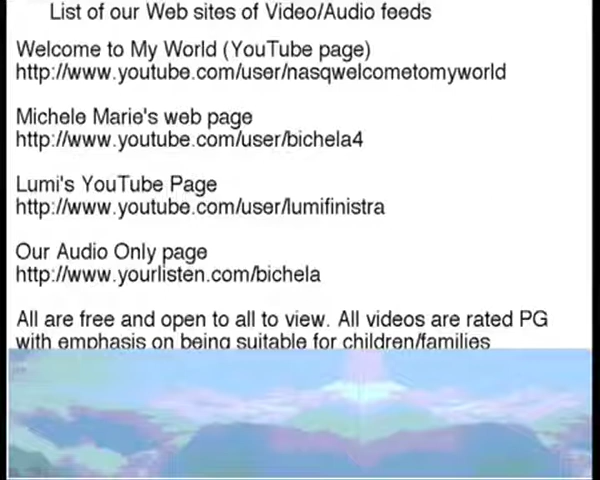 List of our Web sites of Video/Audio feeds
Welcome to My World (YouTube page)
http://www.youtube.com/user/nasqwelcometomyworld
Michele Marie's web page
http://www.youtube.com/user/bichela4
Lumi's YouTube Page
http://www.youtube.com/user/lumifinistra
Our Audio Only page
http://www.yourlisten.com/bichela
All are free and open to all to view. All videos are rated PG
with emphasis on being suitable for children/families